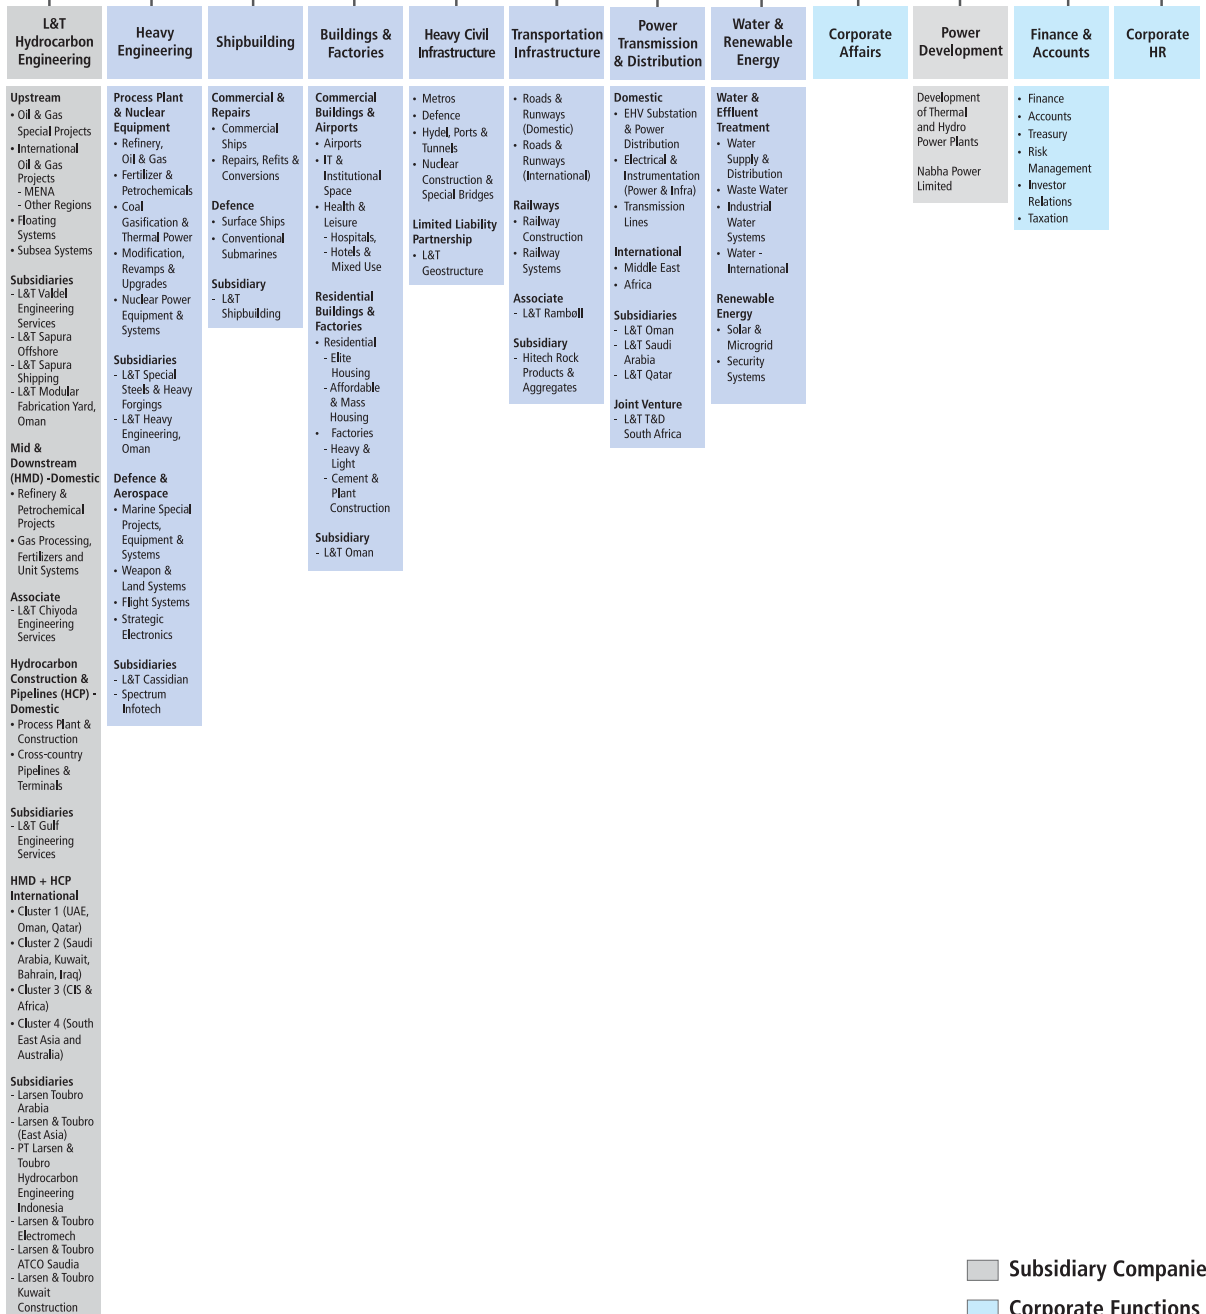 L&T
Hydrocarbon
Engineering
Upstream
• Oil & Gas
Special Projects
• International
Oil & Gas
Projects
- MENA
- Other Regions
• Floating
Systems
• Subsea Systems
Subsidiaries
- L&T Valdel
Engineering
Services
- L&T Sapura
Offshore
- L&T Sapura
Shipping
- L&T Modular
Fabrication Yard,
Oman
Mid &
Downstream
(HMD) -Domestic
• Refinery &
Petrochemical
Projects
• Gas Processing,
Fertilizers and
Unit Systems
Associate
- L&T Chiyoda
Engineering
Services
Hydrocarbon
Construction &
Pipelines (HCP) -
Domestic
• Process Plant &
Construction
• Cross-country
Pipelines &
Terminals
Subsidiaries
- L&T Gulf
Engineering
Services
HMD + HCP
International
• Cluster 1 (UAE,
Oman, Qatar)
• Cluster 2 (Saudi
Arabia, Kuwait,
Bahrain, Iraq)
• Cluster 3 (CIS &
Africa)
• Cluster 4 (South
East Asia and
Australia)
Subsidiaries
- Larsen Toubro
Arabia
- Larsen & Toubro
(East Asia)
- PT Larsen &
Toubro
Hydrocarbon
Engineering
Indonesia
- Larsen & Toubro
Electromech
- Larsen & Toubro
ATCO Saudia
- Larsen & Toubro
Kuwait
Construction
Heavy
Engineering
Process Plant
& Nuclear
Equipment
• Refinery,
Oil & Gas
• Fertilizer &
Petrochemicals
• Coal
Gasification &
Thermal Power
• Modification,
Revamps &
Upgrades
• Nuclear Power
Equipment &
Systems
Subsidiaries
- L&T Special
Steels & Heavy
Forgings
- L&T Heavy
Engineering,
Oman
Defence &
Aerospace
• Marine Special
Projects,
Equipment &
Systems
• Weapon &
Land Systems
• Flight Systems
• Strategic
Electronics
Subsidiaries
- L&T Cassidian
- Spectrum
Infotech
Shipbuilding
Commercial &
Repairs
• Commercial
Ships
• Repairs, Refits &
Conversions
Defence
• Surface Ships
• Conventional
Submarines
Subsidiary
- L&T
Shipbuilding
Buildings &
Factories
Commercial
Buildings &
Airports
• Airports
• IT &
Institutional
Space
• Health &
Leisure
- Hospitals,
- Hotels &
Mixed Use
Residential
Buildings &
Factories
• Residential
- Elite
Housing
- Affordable
& Mass
Housing
• Factories
- Heavy &
Light
- Cement &
Plant
Construction
Subsidiary
- L&T Oman
Heavy Civil
Infrastructure
• Metros
• Defence
• Hydel, Ports &
Tunnels
• Nuclear
Construction &
Special Bridges
Limited Liability
Partnership
• L&T
Geostructure
Transportation
Infrastructure
• Roads &
Runways
(Domestic)
• Roads &
Runways
(International)
Railways
• Railway
Construction
• Railway
Systems
Associate
- L&T Rambøll
Subsidiary
- Hitech Rock
Products &
Aggregates
Power
Transmission
& Distribution
Domestic
• EHV Substation
& Power
Distribution
• Electrical &
Instrumentation
(Power & Infra)
• Transmission
Lines
International
• Middle East
• Africa
Subsidiaries
- L&T Oman
- L&T Saudi
Arabia
- L&T Qatar
Joint Venture
- L&T T&D
South Africa
Water &
Renewable
Energy
Water &
Effluent
Treatment
• Water
Supply &
Distribution
• Waste Water
• Industrial
Water
Systems
• Water -
International
Renewable
Energy
• Solar &
Microgrid
• Security
Systems
Corporate
Affairs
Power
Development
Development
of Thermal
and Hydro
Power Plants
Nabha Power
Limited
Finance &
Accounts
• Finance
• Accounts
• Treasury
• Risk
Management
• Investor
Relations
• Taxation
Corporate
HR
Subsidiary Companie
Corporate Functions